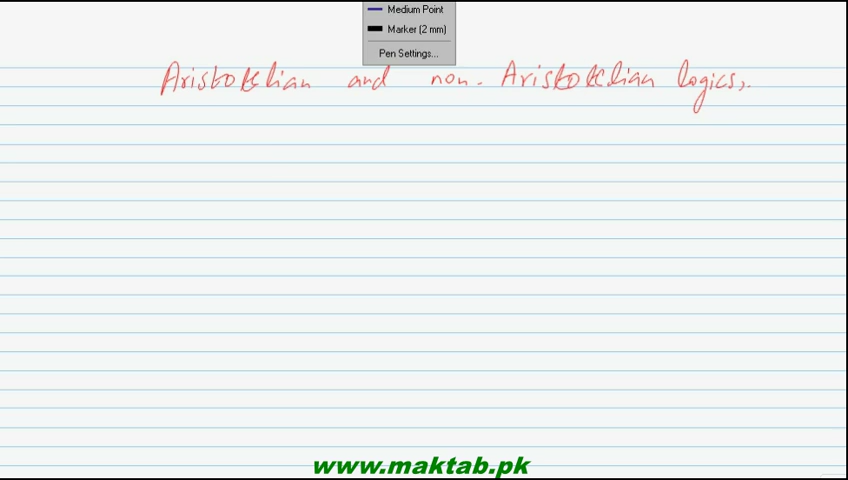 Medium Point
Marker (2 mm)
Pen Settings...
Aristotelian and non-Aristotelian logics:.
www.maktab.pk